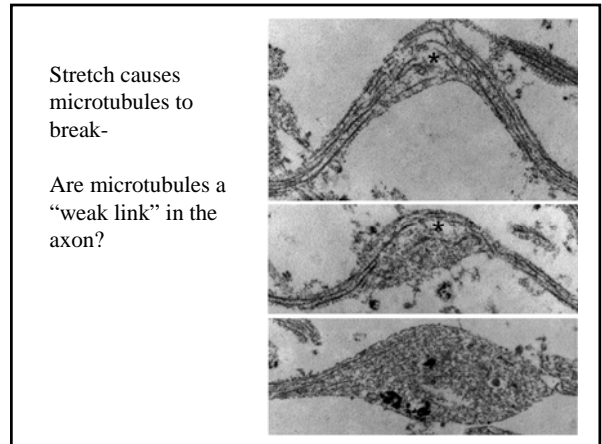 Stretch causes
microtubules to
break-
Are microtubules a
“weak link” in the
axon?
*
*